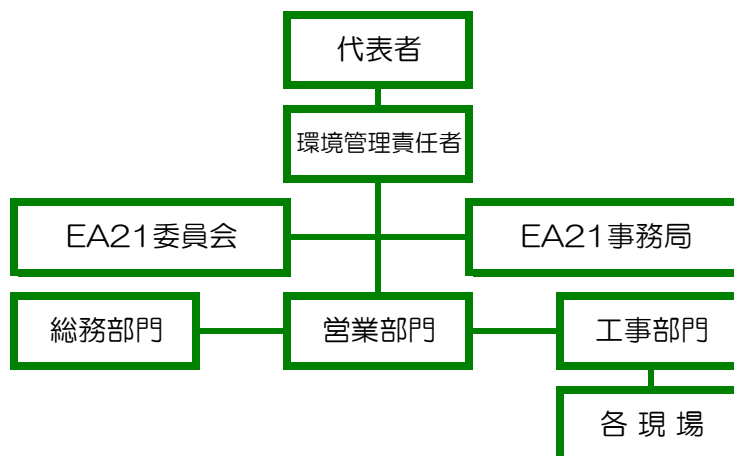 代表者
環境管理責任者
EA21委員会
EA21事務局
総務部門
営業部門
工事部門
各 現 場